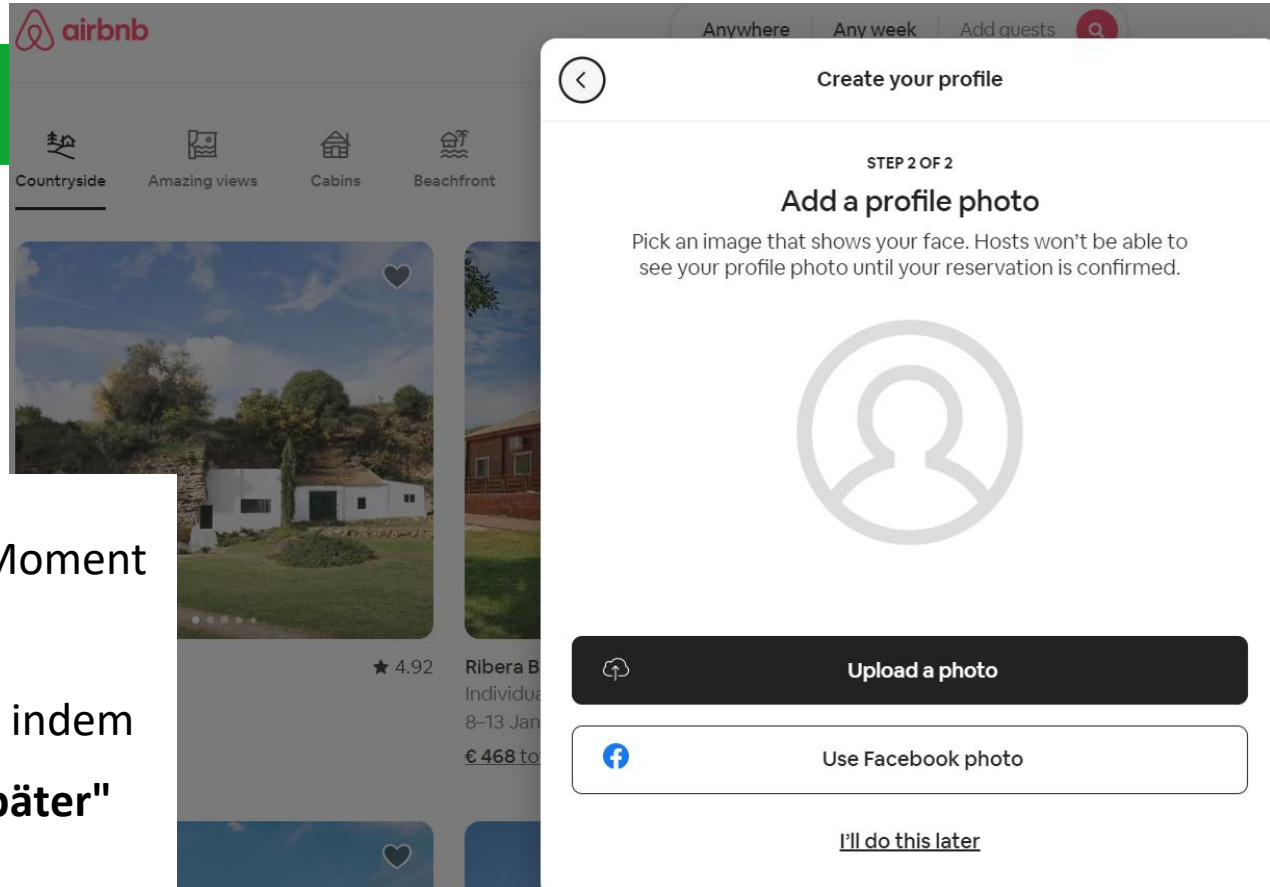 airbnb
Anywhere Any week Add guests
Countryside Amazing views Cabins Beachfront
Create your profile
STEP 2 OF 2
Add a profile photo
Pick an image that shows your face. Hosts won't be able to
see your profile photo until your reservation is confirmed.
Upload a photo
Use Facebook photo
I'll do this later
4.92
Ribera
8–13 Jan
€ 468
Moment
indem